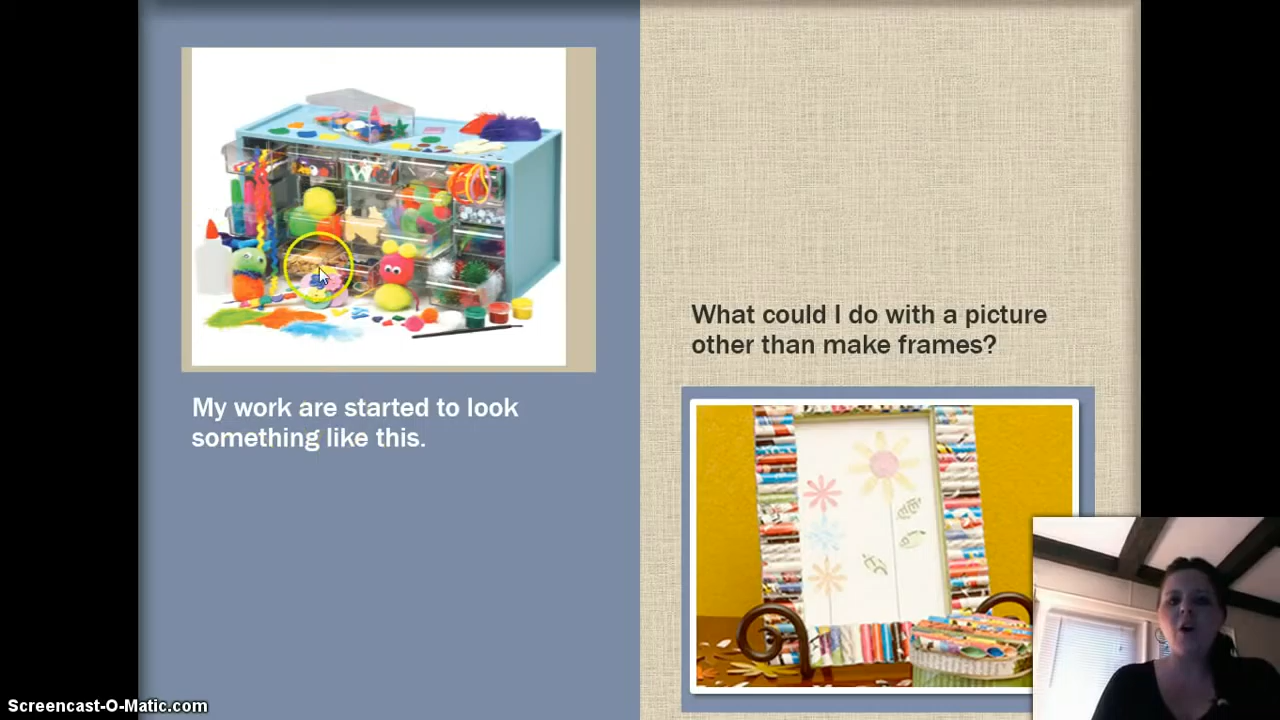 My work are started to look
something like this.
What could I do with a picture
other than make frames?
Screencast-O-Matic.com